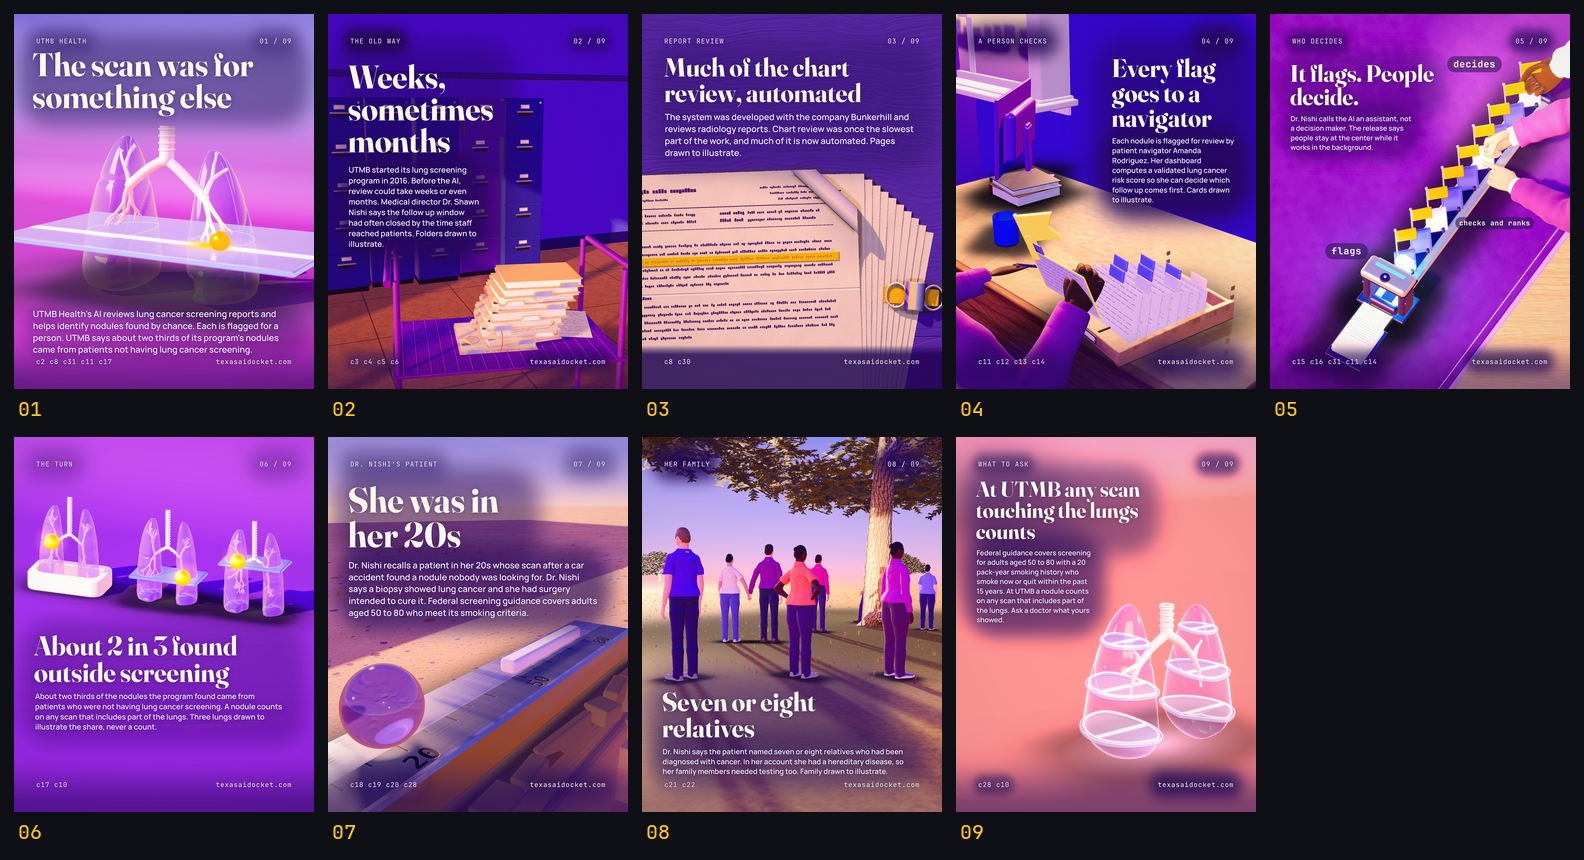 UTMB HEALTH
01 / 09
The scan was for
something else
UTMB Health's AI reviews lung cancer screening reports and
helps identify nodules found by chance. Each is flagged for a
person. UTMB says about two thirds of its program's nodules
came from patients not having lung cancer screening.
c2 c8 c31 c11 c17
texasaidocket.com
01
THE OLD WAY
02 / 09
Weeks,
sometimes
months
UTMB started its lung screening
program in 2016. Before the AI,
review could take weeks or even
months. Medical director Dr. Shawn
Nishi says the follow up window
had often closed by the time staff
reached patients. Folders drawn to
illustrate.
c3 c4 c5 c6
texasaidocket.com
02
REPORT REVIEW
03 / 09
Much of the chart
review, automated
The system was developed with the company Bunkerhill and
reviews radiology reports. Chart review was once the slowest
part of the work, and much of it is now automated. Pages
drawn to illustrate.
c8 c30
texasaidocket.com
03
A PERSON CHECKS
04 / 09
Every flag
goes to a
navigator
Each nodule is flagged for review by
patient navigator Amanda
Rodriguez. Her dashboard
computes a validated lung cancer
risk score so she can decide which
follow up comes first. Cards drawn
to illustrate.
c11 c12 c13 c14
texasaidocket.com
04
WHO DECIDES
05 / 09
It flags. People
decide.
Dr. Nishi calls the AI an assistant, not
a decision maker. The release says
people stay at the center while it
works in the background.
decides
checks and ranks
flags
c15 c16 c31 c11 c14
texasaidocket.com
05
THE TURN
06 / 09
About 2 in 3 found
outside screening
About two thirds of the nodules the program found came from
patients who were not having lung cancer screening. A nodule counts
on any scan that includes part of the lungs. Three lungs drawn to
illustrate the share, never a count.
c17 c10
texasaidocket.com
06
DR. NISHI'S PATIENT
07 / 09
She was in
her 20s
Dr. Nishi recalls a patient in her 20s whose scan after a car
accident found a nodule nobody was looking for. Dr. Nishi
says a biopsy showed lung cancer and she had surgery
intended to cure it. Federal screening guidance covers adults
aged 50 to 80 who meet its smoking criteria.
80
50
20
c18 c19 c20 c28
texasaidocket.com
07
HER FAMILY
08 / 09
Seven or eight
relatives
Dr. Nishi says the patient named seven or eight relatives who had been
diagnosed with cancer. In her account she had a hereditary disease, so
her family members needed testing too. Family drawn to illustrate.
c21 c22
texasaidocket.com
08
WHAT TO ASK
09 / 09
At UTMB any scan
touching the lungs
counts
Federal guidance covers screening
for adults aged 50 to 80 with a 20
pack-year smoking history who
smoke now or quit within the past
15 years. At UTMB a nodule counts
on any scan that includes part of
the lungs. Ask a doctor what yours
showed.
c28 c10
texasaidocket.com
09